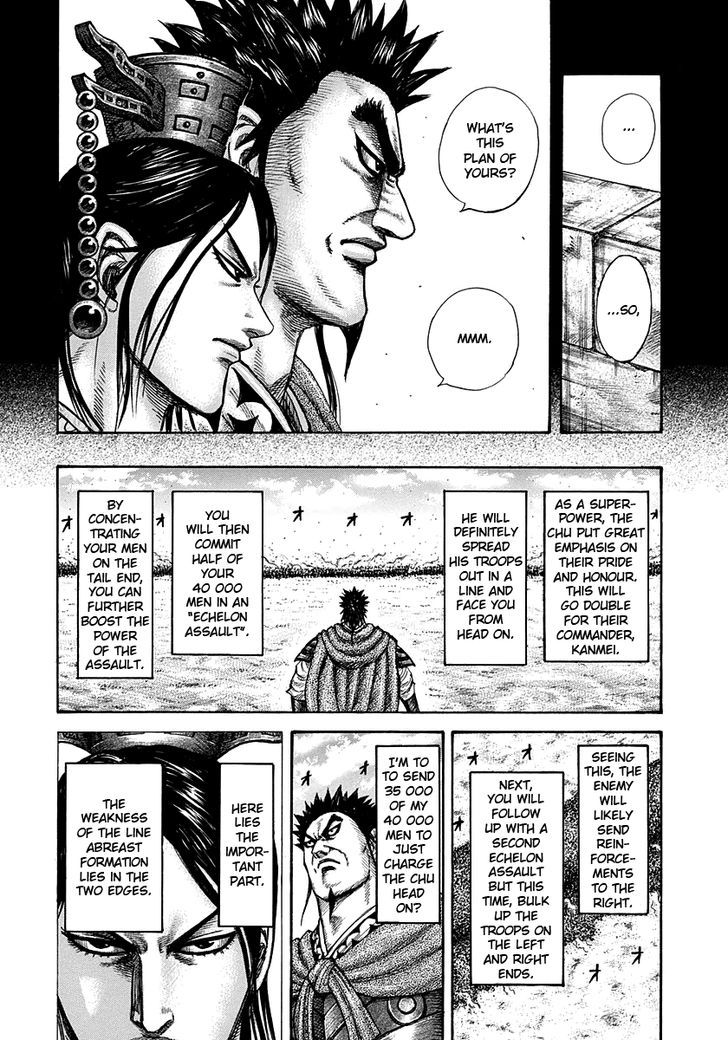 ...
...SO,
WHAT'S
THIS
PLAN OF
YOURS?
MMM.
AS A SUPER-
POWER, THE
CHU PUT GREAT
EMPHASIS ON
THEIR PRIDE
AND HONOUR.
THIS WILL
GO DOUBLE
FOR THEIR
COMMANDER,
KANMEI.
HE WILL
DEFINITELY
SPREAD
HIS TROOPS
OUT IN A
LINE AND
FACE YOU
FROM
HEAD ON.
YOU
WILL THEN
COMMIT
HALF OF
YOUR
40 000
MEN IN AN
"ECHELON
ASSAULT".
BY
CONCEN-
TRATING
YOUR MEN
ON THE
TAIL END,
YOU CAN
FURTHER
BOOST THE
POWER
OF THE
ASSAULT.
SEEING
THIS, THE
ENEMY
WILL
LIKELY
SEND
REIN-
FORCE-
MENTS
TO THE
RIGHT.
NEXT,
YOU WILL
FOLLOW
UP WITH A
SECOND
ECHELON
ASSAULT
BUT THIS
TIME, BULK
UP THE
TROOPS
ON THE
LEFT
AND RIGHT
ENDS.
I'M TO
TO SEND
35 000
OF MY
40 000
MEN TO
JUST
CHARGE
THE CHU
HEAD
ON?
HERE
LIES
THE
IMPOR-
TANT
PART.
THE
WEAKNESS
OF THE LINE
ABREAST
FORMATION
LIES IN THE
TWO EDGES.